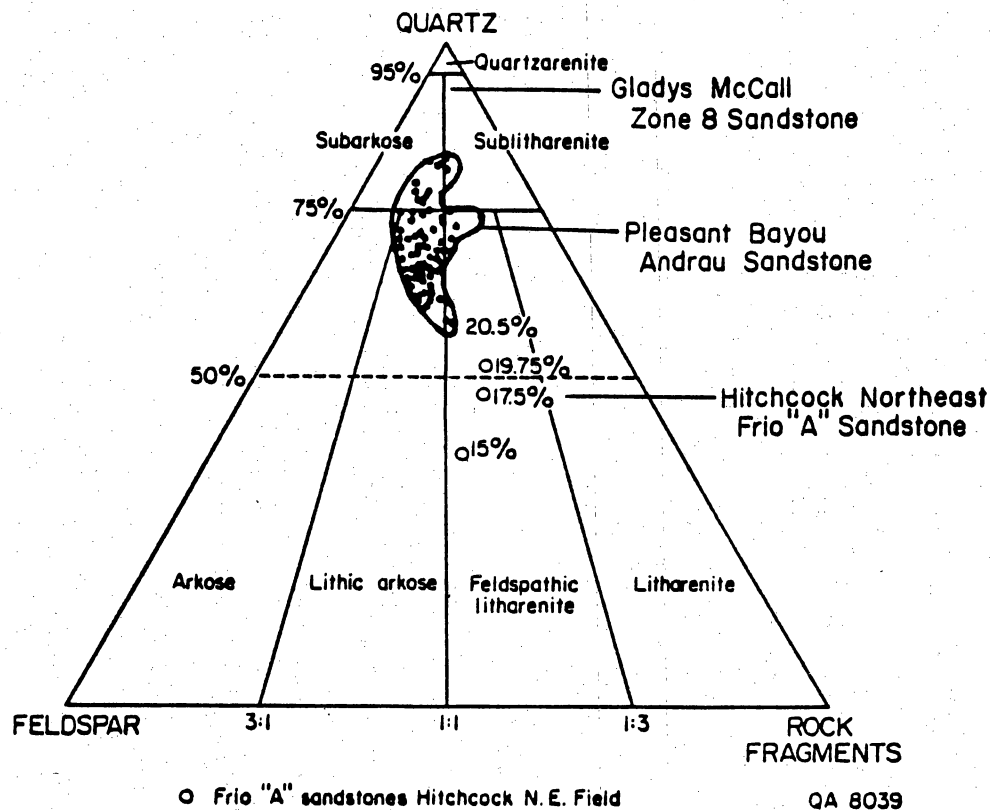 QUARTZ
Quartzarenite
95%
Gladys McCall
Zone 8 Sandstone
Subarkose
Sublitharenite
75%
Pleasant Bayou
Andrau Sandstone
20.5%
19.75%
50%
17.5%
Hitchcock Northeast
Frio "A" Sandstone
15%
Arkose
Lithic arkose
Feldspathic
litharenite
Litharenite
FELDSPAR
3:1
1:1
1:3
ROCK
FRAGMENTS
Frio "A" sandstones Hitchcock N.E. Field
QA 8039